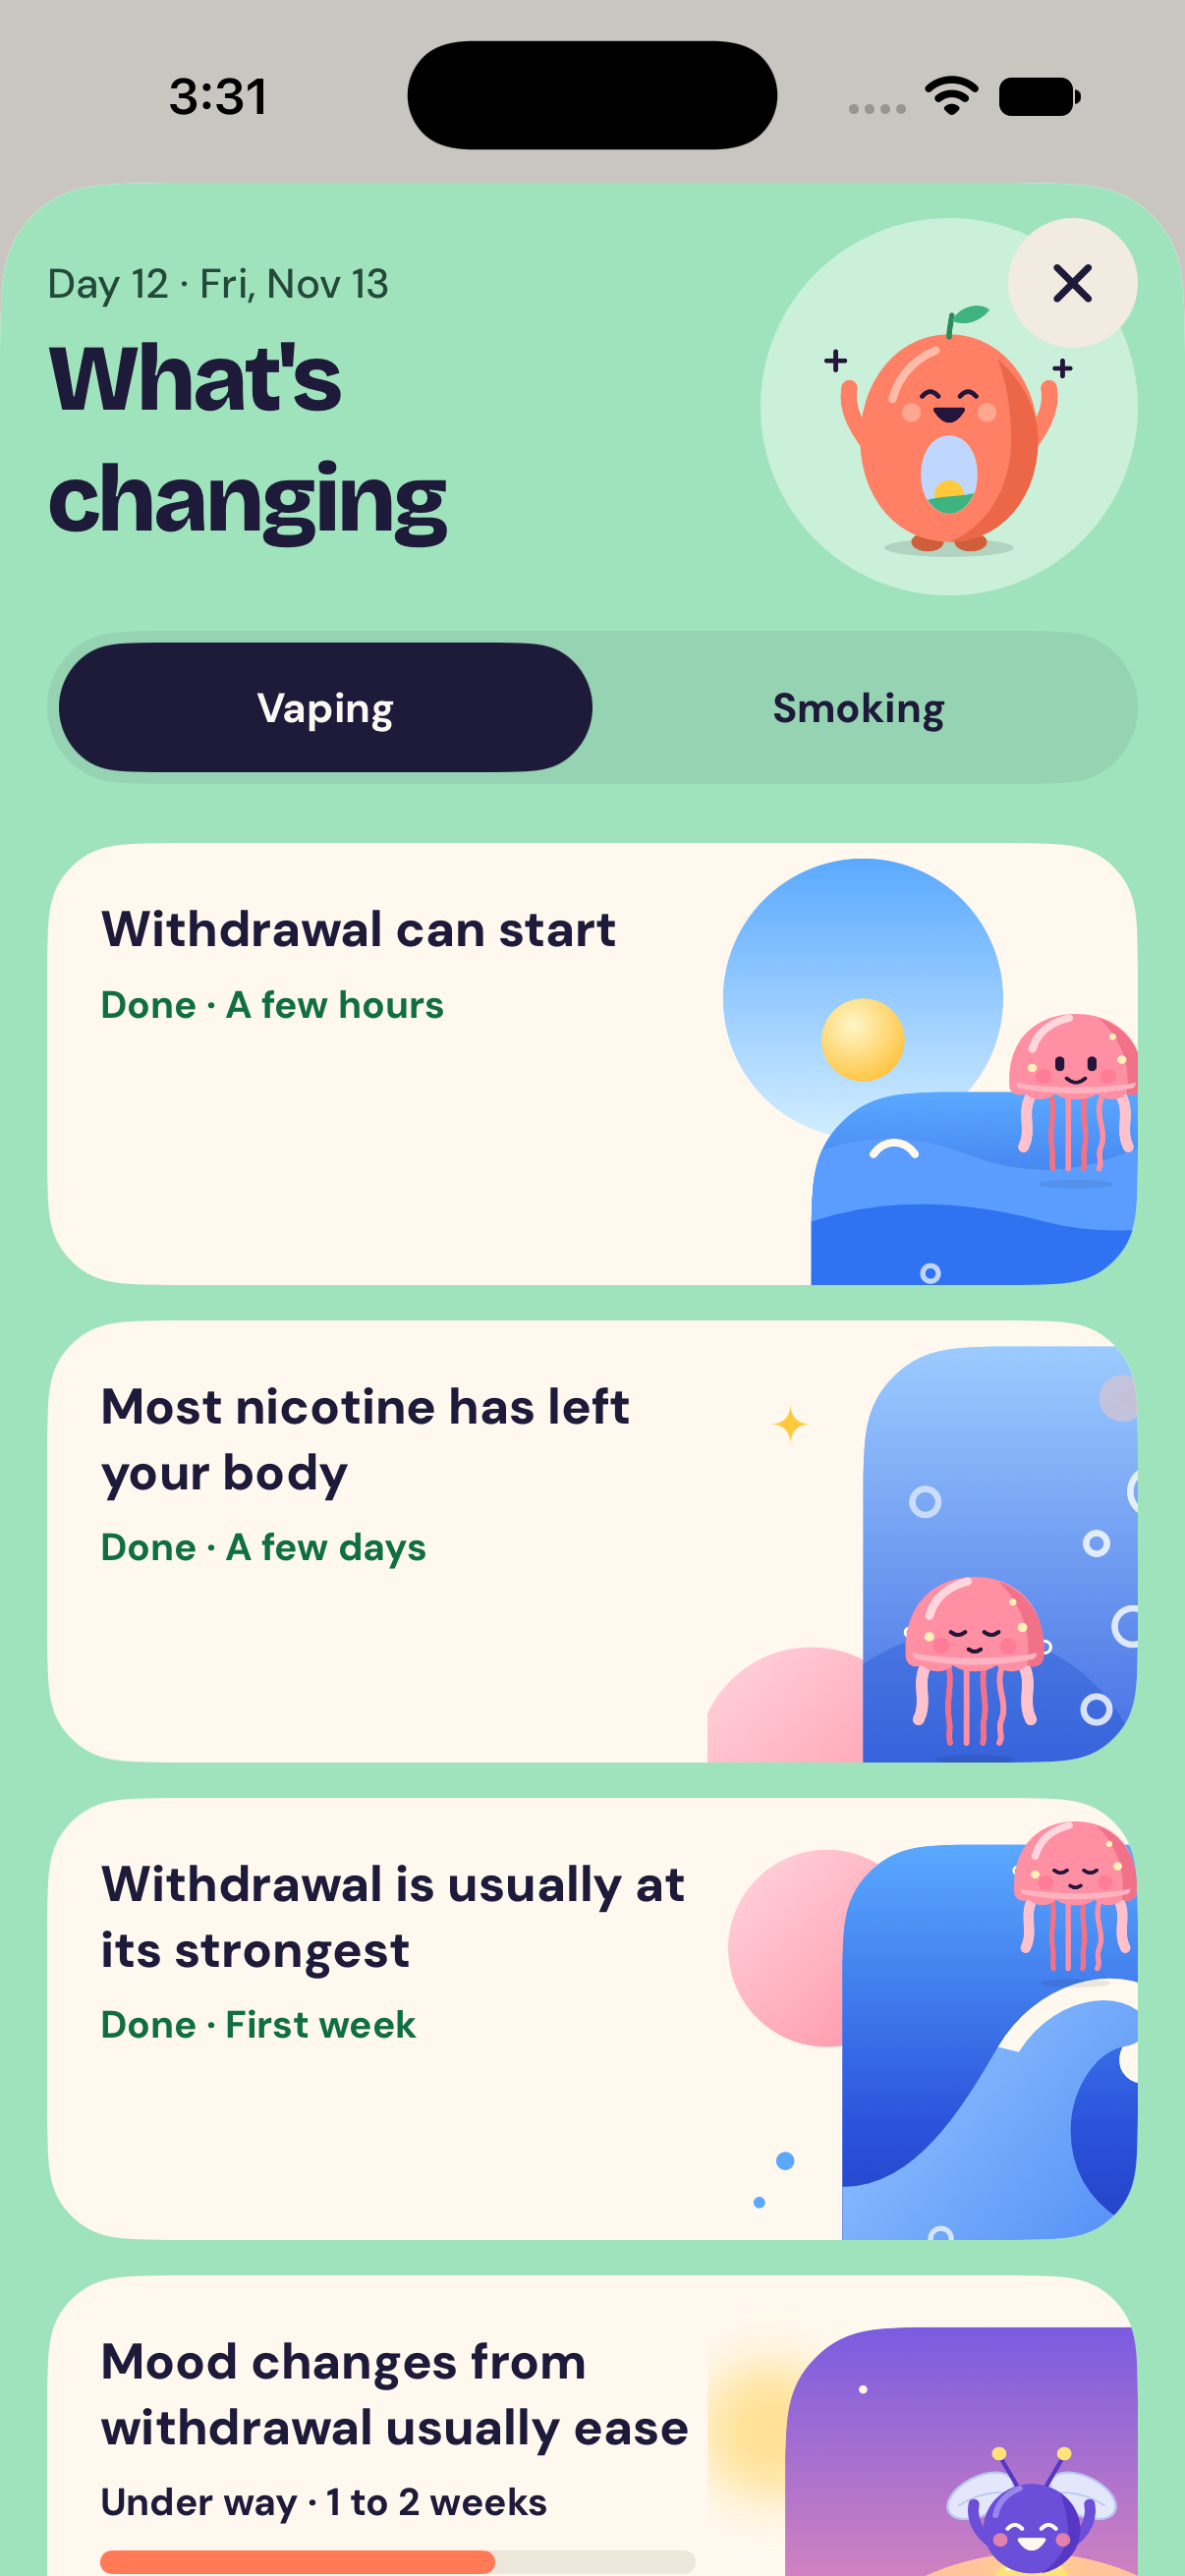 3:31
Day 12 · Fri, Nov 13
What's
changing
Vaping
Smoking
Withdrawal can start
Done · A few hours
Most nicotine has left
your body
Done · A few days
Withdrawal is usually at
its strongest
Done · First week
Mood changes from
withdrawal usually ease
Under way · 1 to 2 weeks